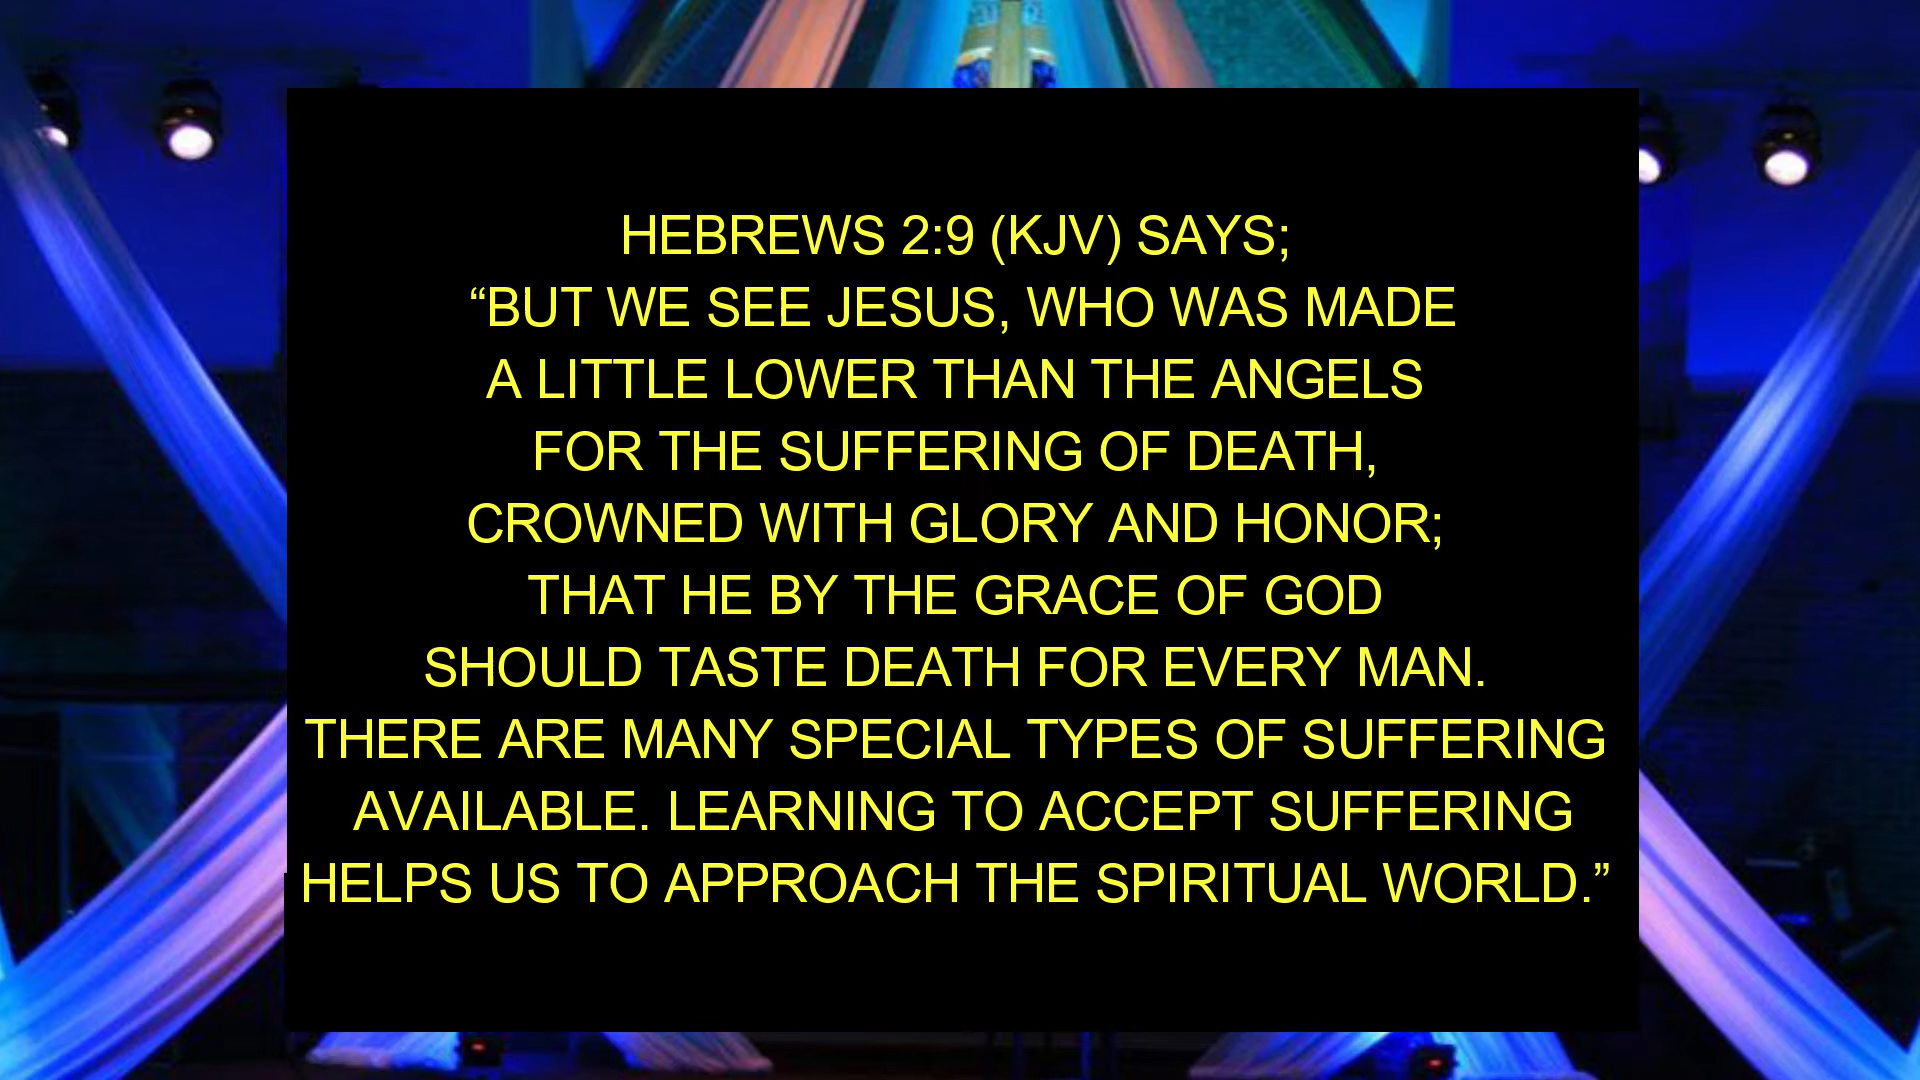 HEBREWS 2:9 (KJV) SAYS;
“BUT WE SEE JESUS, WHO WAS MADE
A LITTLE LOWER THAN THE ANGELS
FOR THE SUFFERING OF DEATH,
CROWNED WITH GLORY AND HONOR;
THAT HE BY THE GRACE OF GOD
SHOULD TASTE DEATH FOR EVERY MAN.
THERE ARE MANY SPECIAL TYPES OF SUFFERING
AVAILABLE. LEARNING TO ACCEPT SUFFERING
HELPS US TO APPROACH THE SPIRITUAL WORLD.”